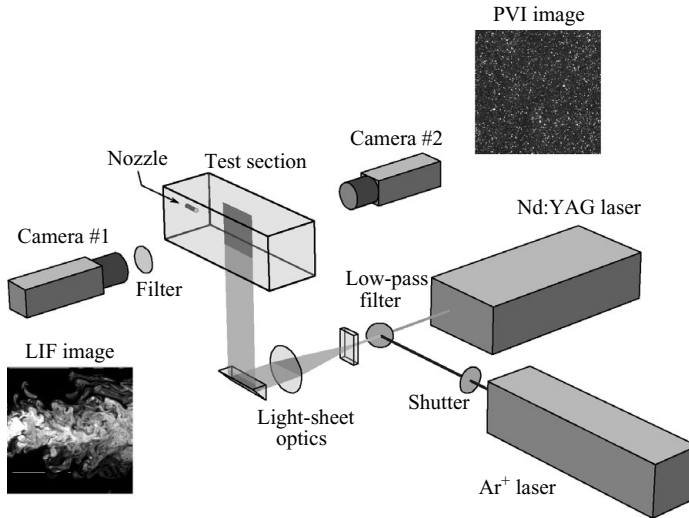 PVI image
Camera #2
Nozzle
Test section
Nd:YAG laser
Camera #1
Filter
Low-pass
filter
LIF image
Shutter
Light-sheet
optics
Ar+ laser